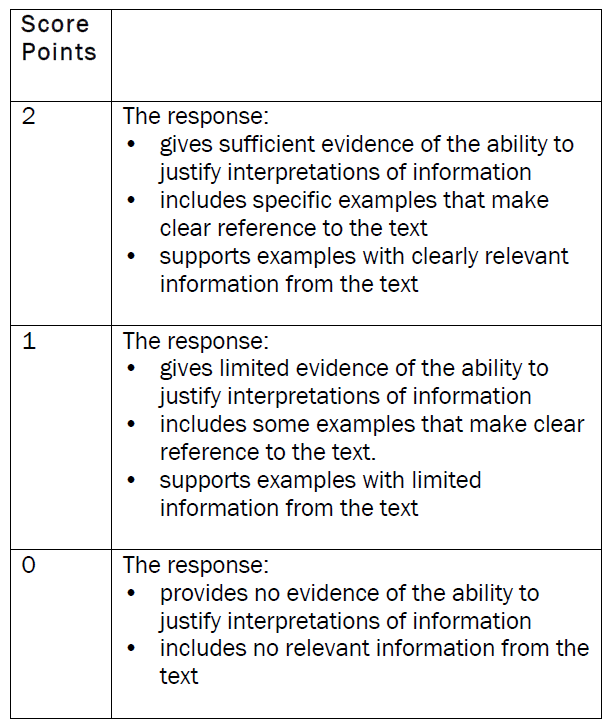 Score
Points
2
The response:
• gives sufficient evidence of the ability to
justify interpretations of information
• includes specific examples that make
clear reference to the text
• supports examples with clearly relevant
information from the text
1
The response:
• gives limited evidence of the ability to
justify interpretations of information
• includes some examples that make clear
reference to the text.
• supports examples with limited
information from the text
0
The response:
• provides no evidence of the ability to
justify interpretations of information
• includes no relevant information from the
text